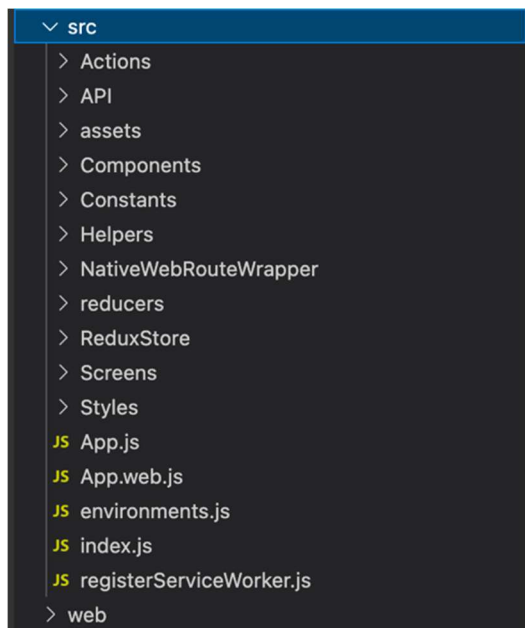 src
Actions
API
assets
Components
Constants
Helpers
NativeWebRouteWrapper
reducers
ReduxStore
Screens
Styles
JS App.js
JS App.web.js
JS environments.js
JS index.js
JS registerServiceWorker.js
web